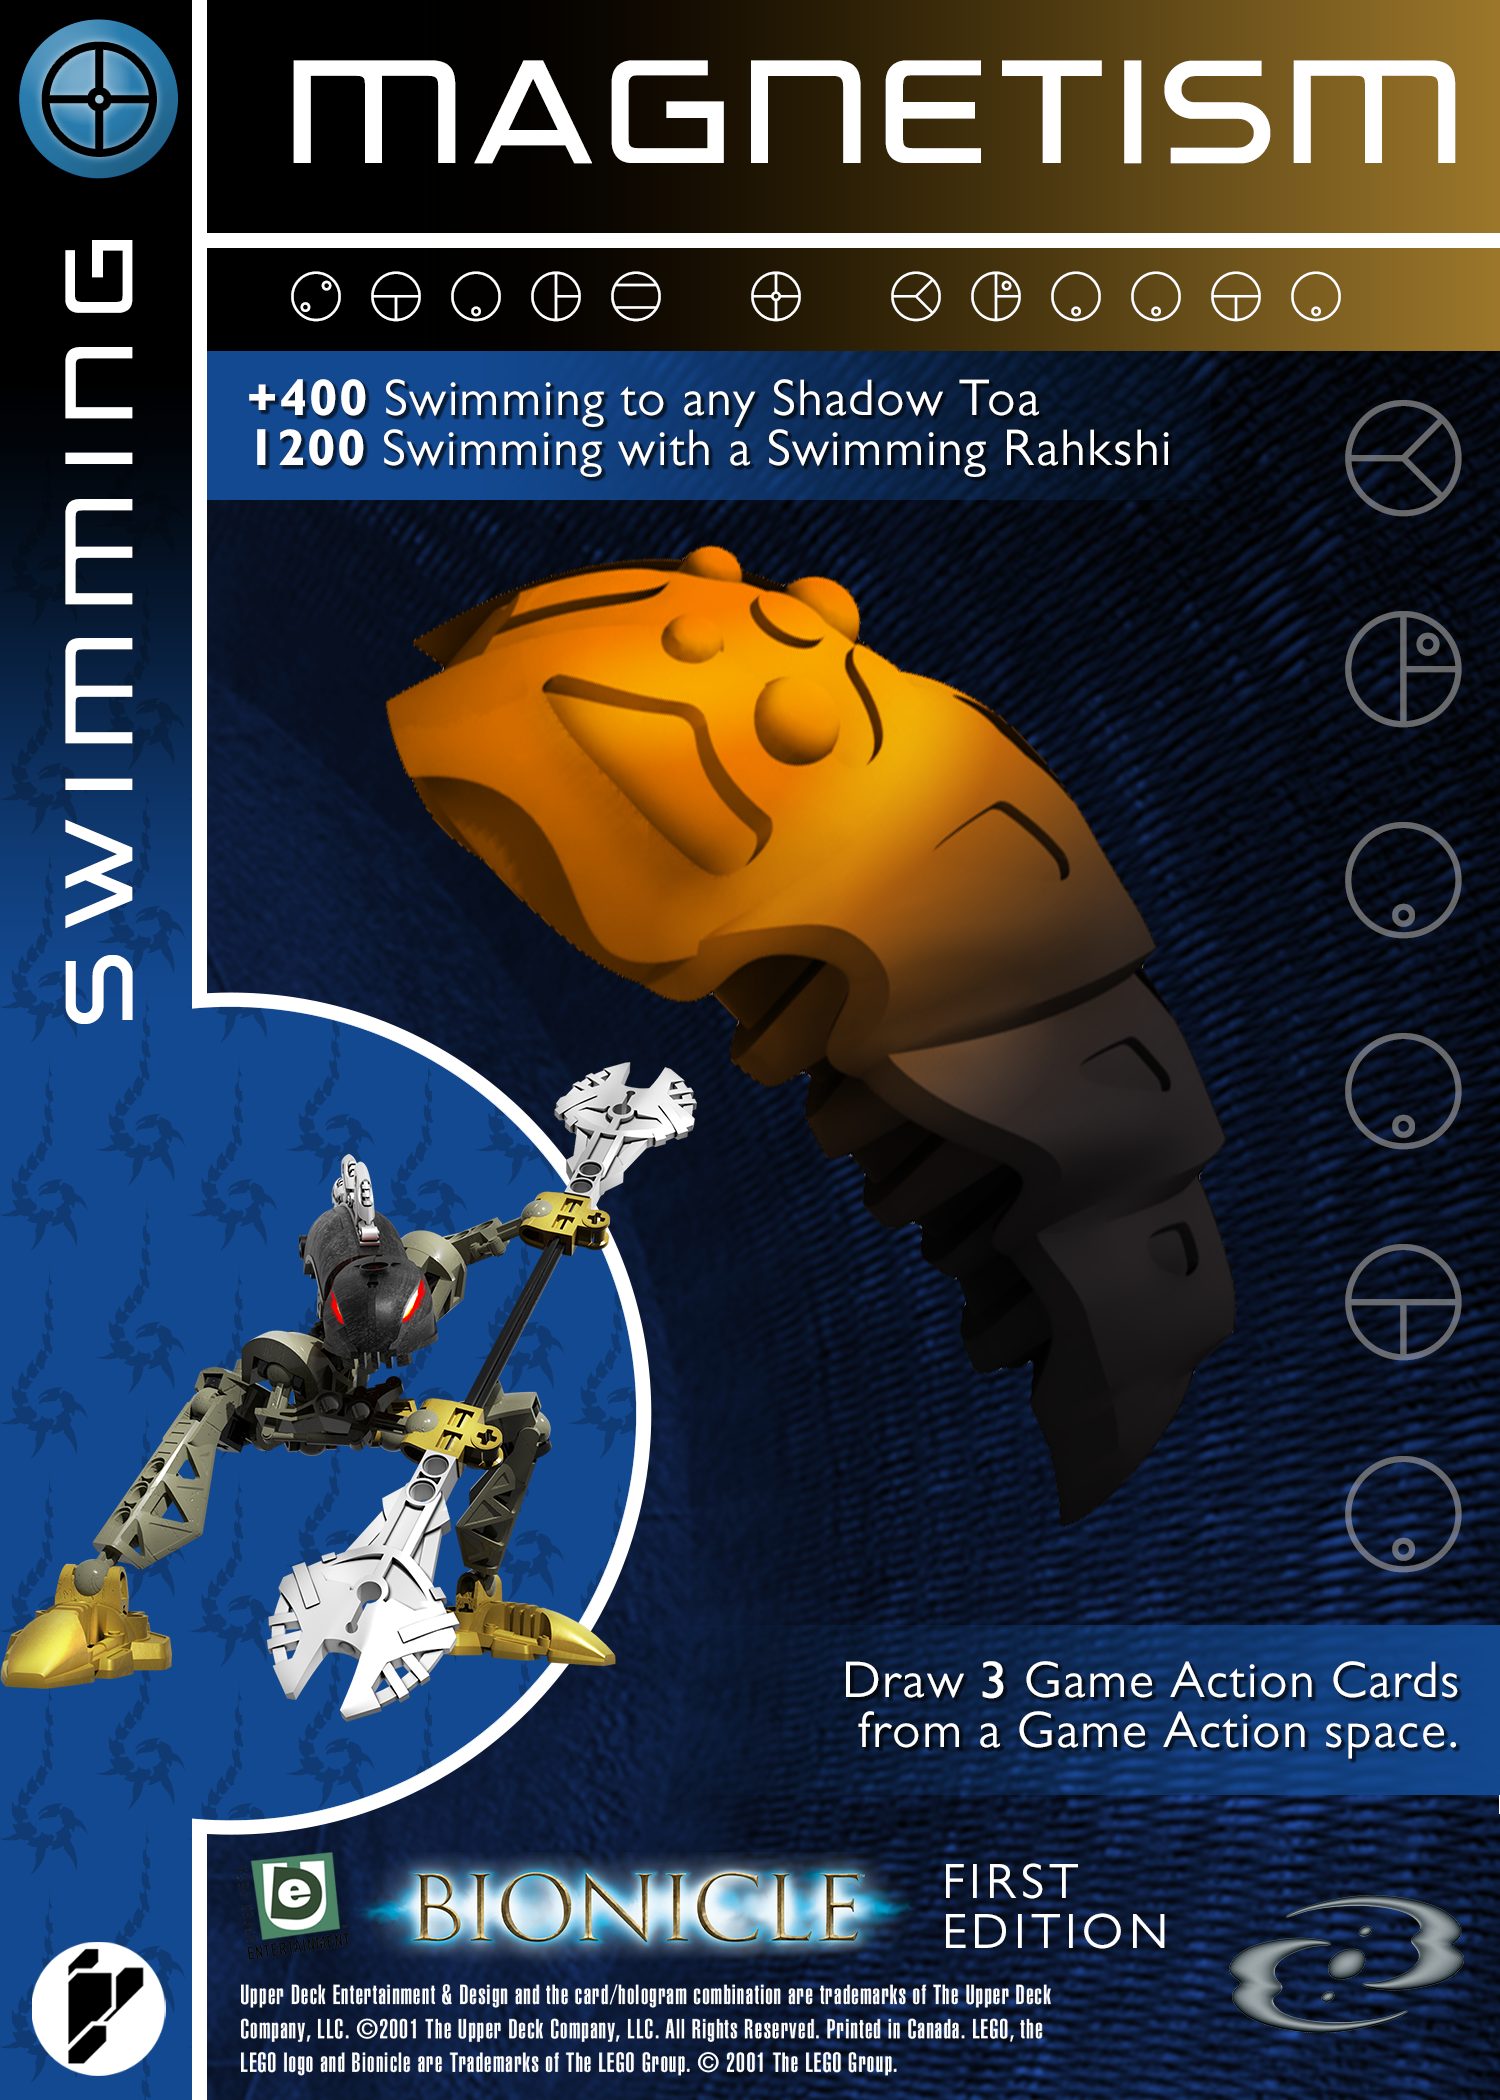 MAGNETISM
SWIMMING
+400 Swimming to any Shadow Toa
1200 Swimming with a Swimming Rahkshi
Draw 3 Game Action Cards
from a Game Action space.
e
ENTERTAINMENT
BIONICLE
FIRST
EDITION
Upper Deck Entertainment & Design and the card/hologram combination are trademarks of The Upper Deck
Company, LLC. ©2001 The Upper Deck Company, LLC. All Rights Reserved. Printed in Canada. LEGO, the
LEGO logo and Bionicle are Trademarks of The LEGO Group. © 2001 The LEGO Group.